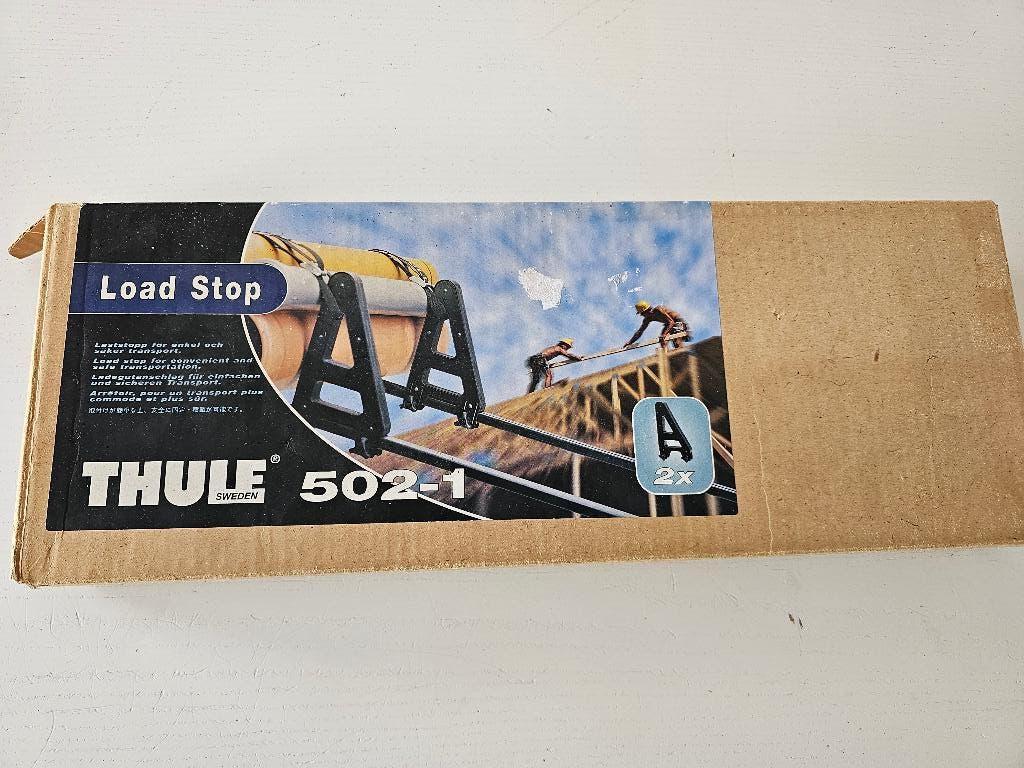 Load Stop
Laststopp för enkel och
säker transport.
Load stop for convenient and
safe transportation.
Ladegutanschlag für einfachen
und sicheren Transport.
Arrêtoir, pour un transport plus
commode et plus sûr.
THULE®
SWEDEN
502-1
2x